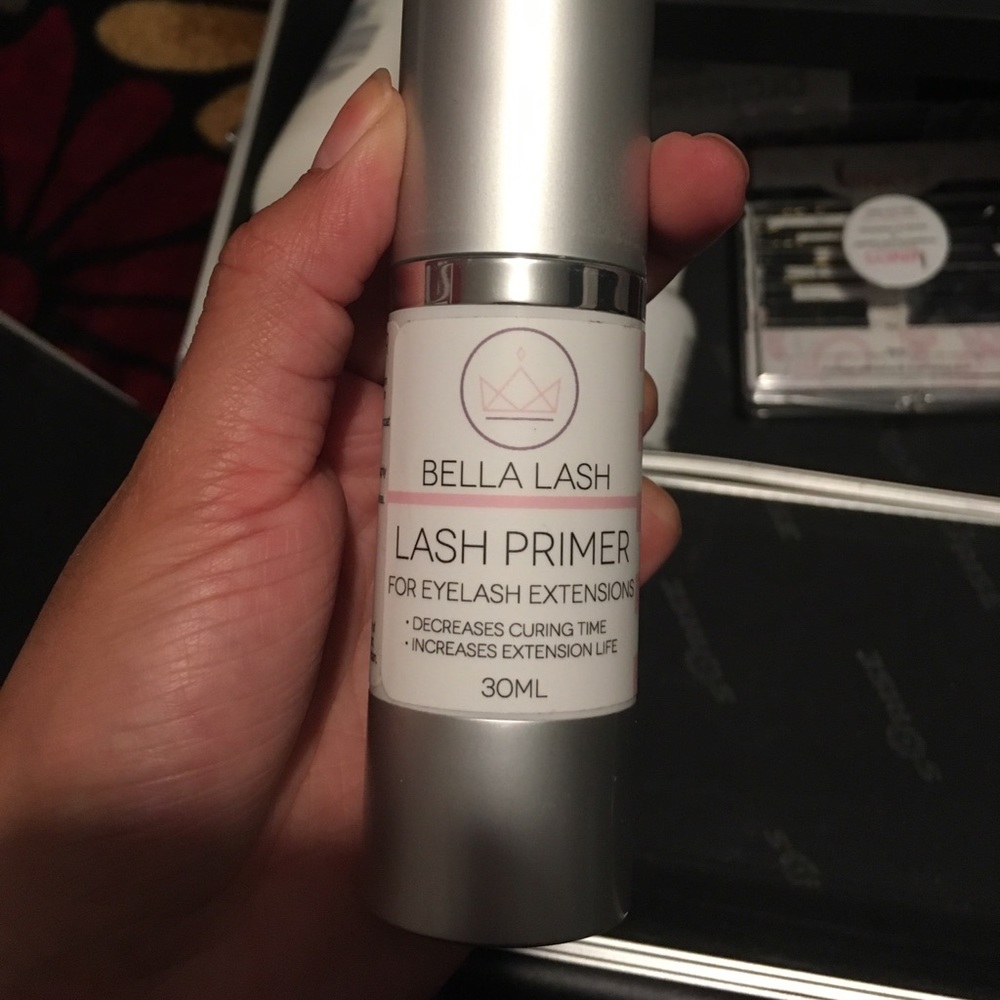 BELLA LASH
LASH PRIMER
FOR EYELASH EXTENSIONS
• DECREASES CURING TIME
• INCREASES EXTENSION LIFE
30ML